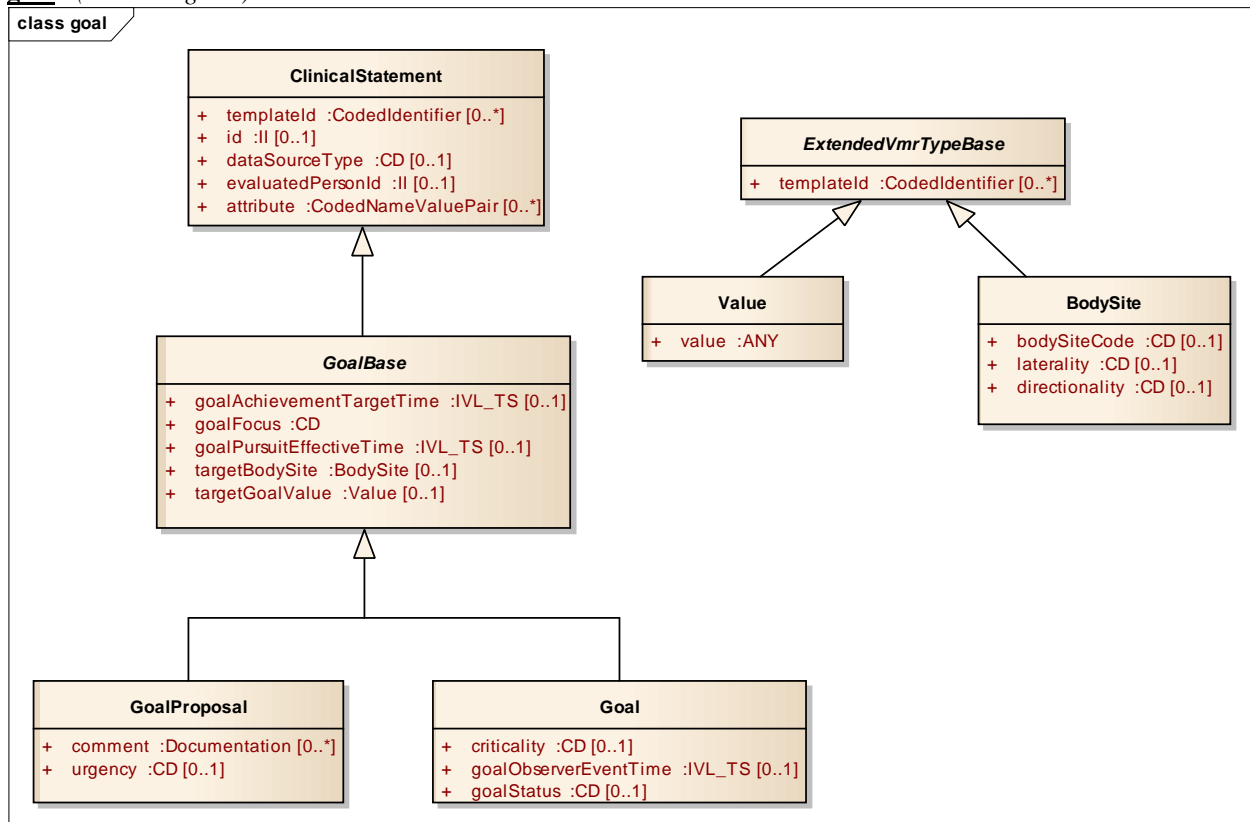 class goal
ClinicalStatement
+ templateId :CodedIdentifier [0..*]
+ id :II [0..1]
+ dataSourceType :CD [0..1]
+ evaluatedPersonId :II [0..1]
+ attribute :CodedNameValuePair [0..*]
ExtendedVmrTypeBase
+ templateId :CodedIdentifier [0..*]
Value
+ value :ANY
BodySite
+ bodySiteCode :CD [0..1]
+ laterality :CD [0..1]
+ directionality :CD [0..1]
GoalBase
+ goalAchievementTargetTime :IVL_TS [0..1]
+ goalFocus :CD
+ goalPursuitEffectiveTime :IVL_TS [0..1]
+ targetBodySite :BodySite [0..1]
+ targetGoalValue :Value [0..1]
GoalProposal
+ comment :Documentation [0..*]
+ urgency :CD [0..1]
Goal
+ criticality :CD [0..1]
+ goalObserverEventTime :IVL_TS [0..1]
+ goalStatus :CD [0..1]